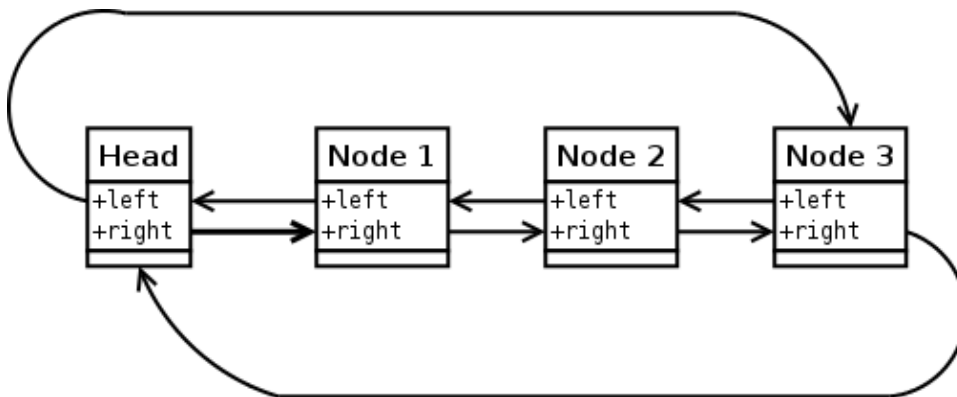 Head
+left
+right
Node 1
+left
+right
Node 2
+left
+right
Node 3
+left
+right